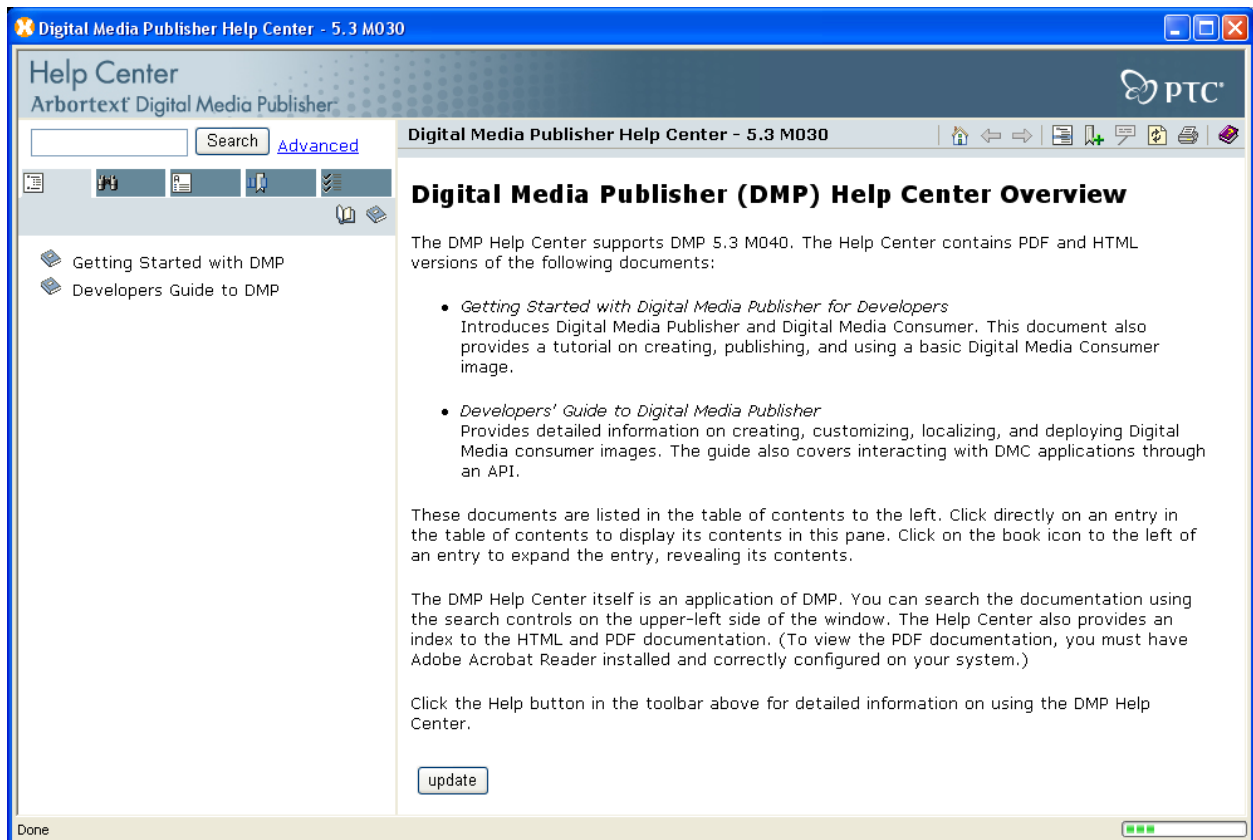 Digital Media Publisher Help Center - 5.3 M030
Help Center
Arbortext Digital Media Publisher
PTC
Search
Advanced
Digital Media Publisher Help Center - 5.3 M030
Getting Started with DMP
Developers Guide to DMP
Digital Media Publisher (DMP) Help Center Overview
The DMP Help Center supports DMP 5.3 M040. The Help Center contains PDF and HTML
versions of the following documents:
• Getting Started with Digital Media Publisher for Developers
Introduces Digital Media Publisher and Digital Media Consumer. This document also
provides a tutorial on creating, publishing, and using a basic Digital Media Consumer
image.
• Developers' Guide to Digital Media Publisher
Provides detailed information on creating, customizing, localizing, and deploying Digital
Media consumer images. The guide also covers interacting with DMC applications through
an API.
These documents are listed in the table of contents to the left. Click directly on an entry in
the table of contents to display its contents in this pane. Click on the book icon to the left of
an entry to expand the entry, revealing its contents.
The DMP Help Center itself is an application of DMP. You can search the documentation using
the search controls on the upper-left side of the window. The Help Center also provides an
index to the HTML and PDF documentation. (To view the PDF documentation, you must have
Adobe Acrobat Reader installed and correctly configured on your system.)
Click the Help button in the toolbar above for detailed information on using the DMP Help
Center.
update
Done